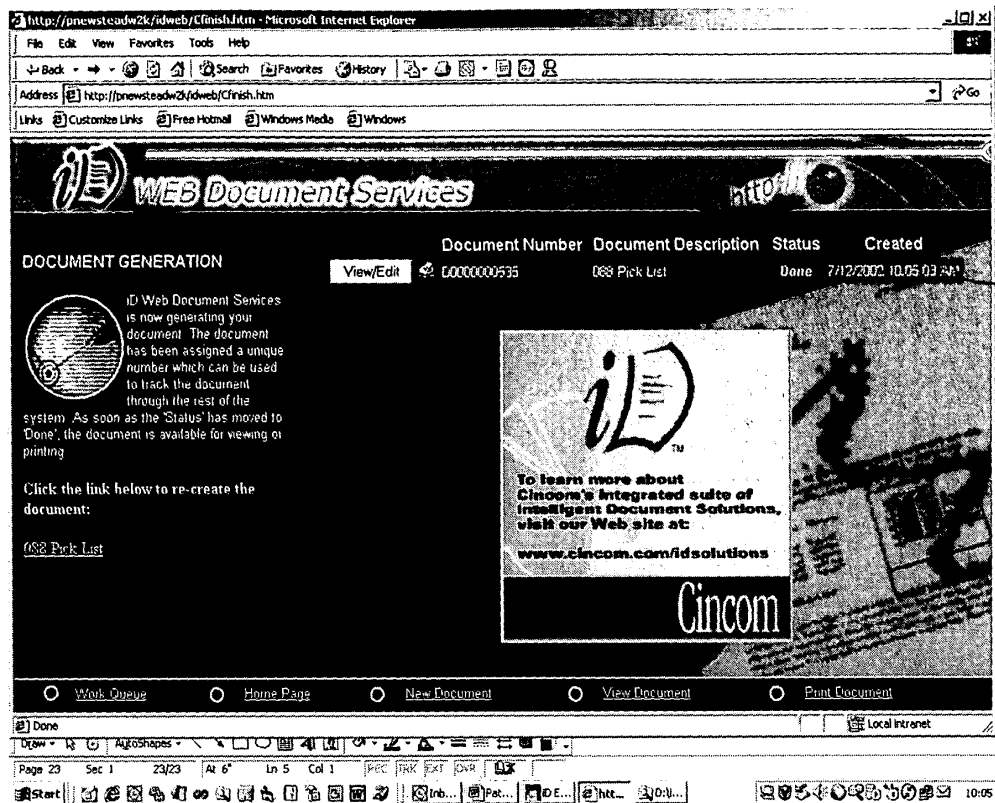 http://pnewsteadw2k/idweb/Cfinish.htm - Microsoft Internet Explorer
File Edit View Favorites Tools Help
Back Search Favorites History
Address http://pnewsteadw2k/idweb/Cfinish.htm Go
Links Customize Links Free Hotmail Windows Media Windows
iD WEB Document Services
Document Number Document Description Status Created
DOCUMENT GENERATION
View/Edit D0000000535 088 Pick List Done 7/12/2002 10:05:03 AM
iD Web Document Services
is now generating your
document. The document
has been assigned a unique
number which can be used
to track the document
through the rest of the
system. As soon as the 'Status' has moved to
'Done', the document is available for viewing or
printing
Click the link below to re-create the
document:
088 Pick List
iD
TM
To learn more about
Cincom's integrated suite of
Intelligent Document Solutions,
visit our Web site at:
www.cincom.com/idsolutions
Cincom
Work Queue Home Page New Document View Document Print Document
Done Local intranet
Draw AutoShapes
Page 23 Sec 1 23/23 At 6" Ln 5 Col 1 REC TRK EXT OVR
Start Inb... Pat... iD E... htt... D:\I... 10:05